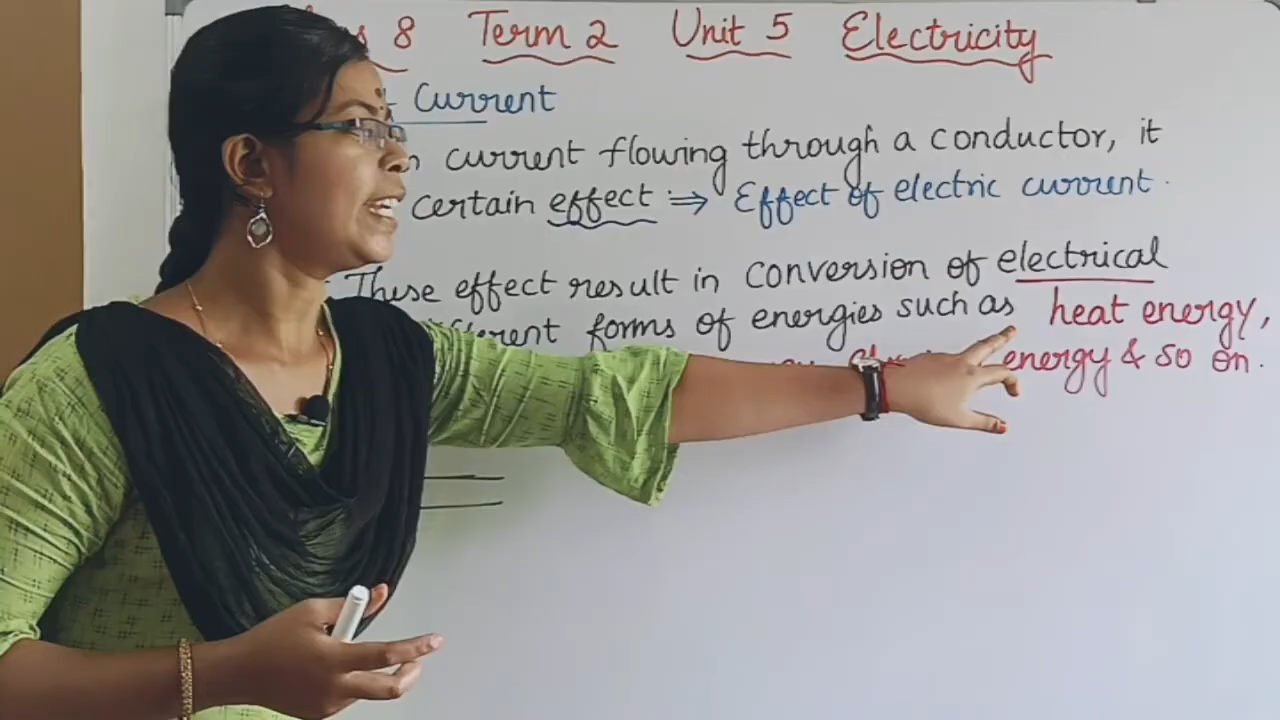 8 Term 2 Unit 5 Electricity
Current
current flowing through a conductor, it
certain effect ⇒ Effect of electric current.
These effect result in conversion of electrical
forms of energies such as heat energy,
energy & so on.